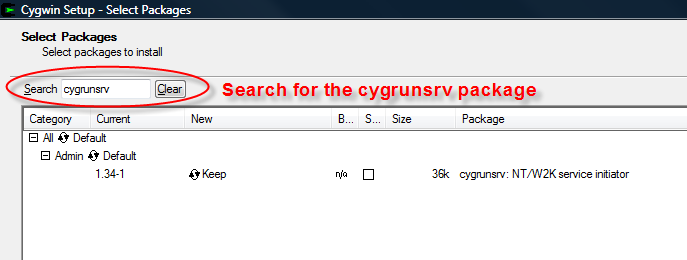 Cygwin Setup - Select Packages
Select Packages
Select packages to install
Search cygrunsrv Clear Search for the cygrunsrv package
Category Current New B... S... Size Package
All Default
Admin Default
1.34-1 Keep n/a 36k cygrunsrv: NT/W2K service initiator